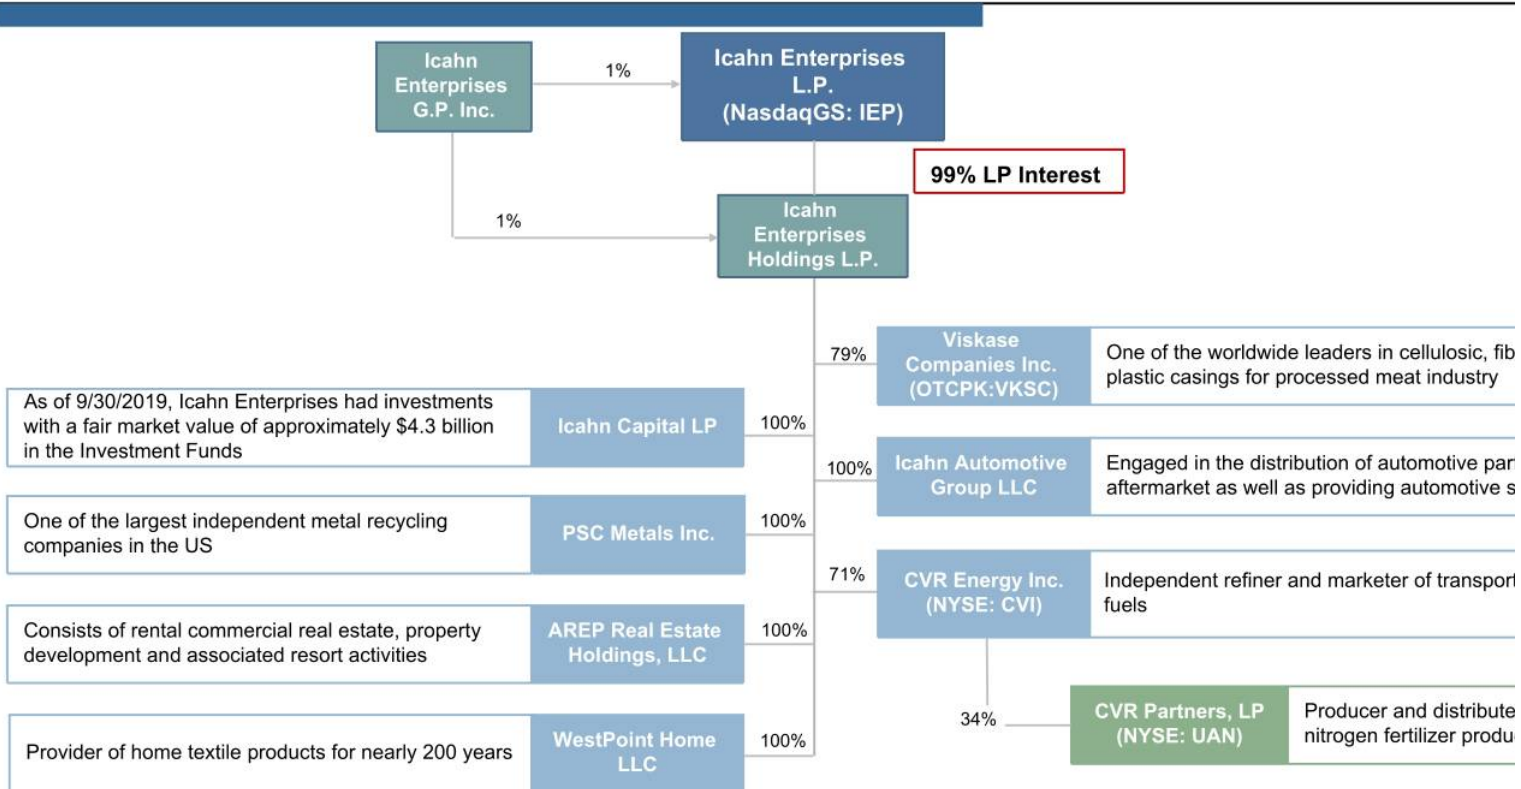 Icahn
Enterprises
G.P. Inc.
1%
Icahn Enterprises
L.P.
(NasdaqGS: IEP)
99% LP Interest
1%
Icahn
Enterprises
Holdings L.P.
79%
Viskase
Companies Inc.
(OTCPK:VKSC)
One of the worldwide leaders in cellulosic,
plastic casings for processed meat industry
As of 9/30/2019, Icahn Enterprises had investments
with a fair market value of approximately $4.3 billion
in the Investment Funds
Icahn Capital LP
100%
100%
Icahn Automotive
Group LLC
Engaged in the distribution of automotive
aftermarket as well as providing automotive
One of the largest independent metal recycling
companies in the US
PSC Metals Inc.
100%
71%
CVR Energy Inc.
(NYSE: CVI)
Independent refiner and marketer of
fuels
Consists of rental commercial real estate, property
development and associated resort activities
AREP Real Estate
Holdings, LLC
100%
34%
CVR Partners, LP
(NYSE: UAN)
Producer and
nitrogen fertilizer
Provider of home textile products for nearly 200 years
WestPoint Home
LLC
100%